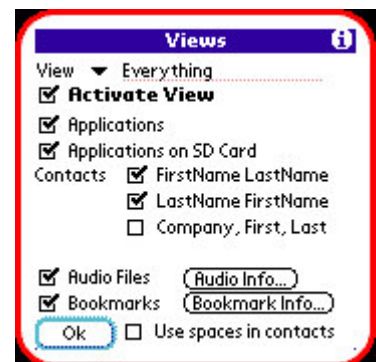 Views
View Everything
Activate View
Applications
Applications on SD Card
Contacts FirstName LastName
LastName FirstName
Company, First, Last
Audio Files (Audio Info...)
Bookmarks (Bookmark Info...)
Ok Use spaces in contacts